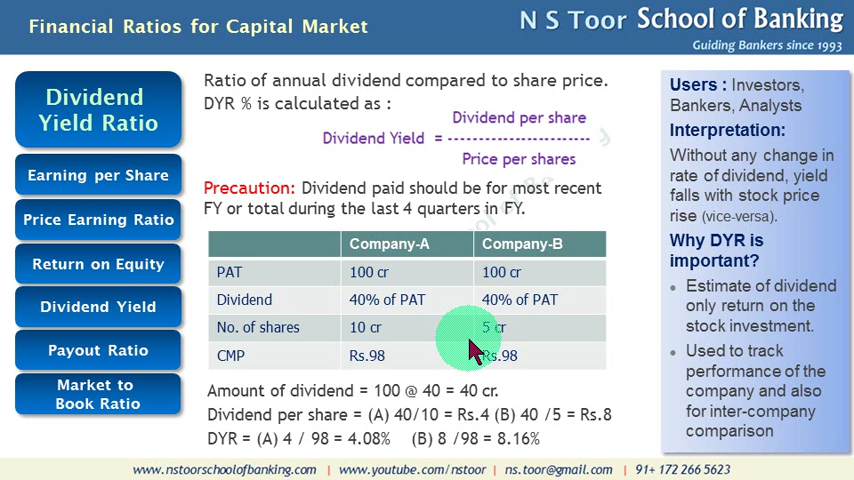 Financial Ratios for Capital Market
N S Toor School of Banking
Guiding Bankers since 1993
Dividend
Yield Ratio
Earning per Share
Price Earning Ratio
Return on Equity
Dividend Yield
Payout Ratio
Market to
Book Ratio
Ratio of annual dividend compared to share price.
DYR % is calculated as :
Dividend per share
Dividend Yield = -----------------------
Price per shares
Precaution: Dividend paid should be for most recent
FY or total during the last 4 quarters in FY.
Company-A Company-B
PAT 100 cr 100 cr
Dividend 40% of PAT 40% of PAT
No. of shares 10 cr 5 cr
CMP Rs.98 Rs.98
Amount of dividend = 100 @ 40 = 40 cr.
Dividend per share = (A) 40/10 = Rs.4 (B) 40 /5 = Rs.8
DYR = (A) 4 / 98 = 4.08% (B) 8 /98 = 8.16%
Users : Investors,
Bankers, Analysts
Interpretation:
Without any change in
rate of dividend, yield
falls with stock price
rise (vice-versa).
Why DYR is
important?
• Estimate of dividend
only return on the
stock investment.
• Used to track
performance of the
company and also
for inter-company
comparison
www.nstoorschoolofbanking.com | www.youtube.com/nstoor | ns.toor@gmail.com | 91+ 172 266 5623